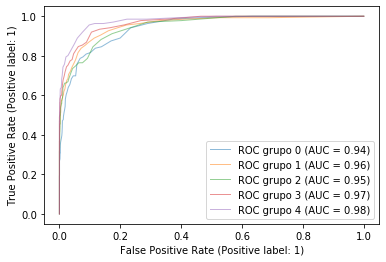 1.0
0.8
0.6
0.4
0.2
0.0
True Positive Rate (Positive label: 1)
ROC grupo 0 (AUC = 0.94)
ROC grupo 1 (AUC = 0.96)
ROC grupo 2 (AUC = 0.95)
ROC grupo 3 (AUC = 0.97)
ROC grupo 4 (AUC = 0.98)
0.0 0.2 0.4 0.6 0.8 1.0
False Positive Rate (Positive label: 1)